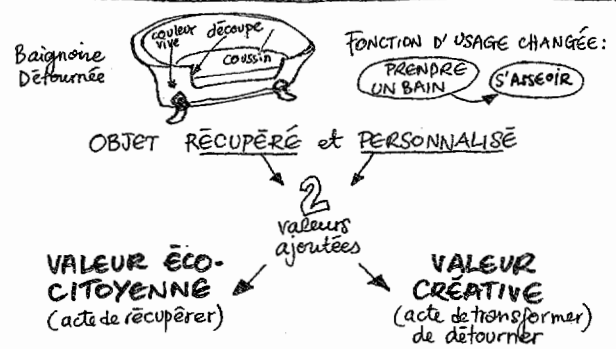 Baignoire
Détournée
couleur
vive
découpe
coussin
FONCTION D'USAGE CHANGÉE:
PRENDRE
UN BAIN
S'ASSEOIR
OBJET RÉCUPÉRÉ et PERSONNALISÉ
2
valeurs
ajoutées
VALEUR ÉCO-
CITOYENNE
(acte de récupérer)
VALEUR
CRÉATIVE
(acte de transformer)
de détourner